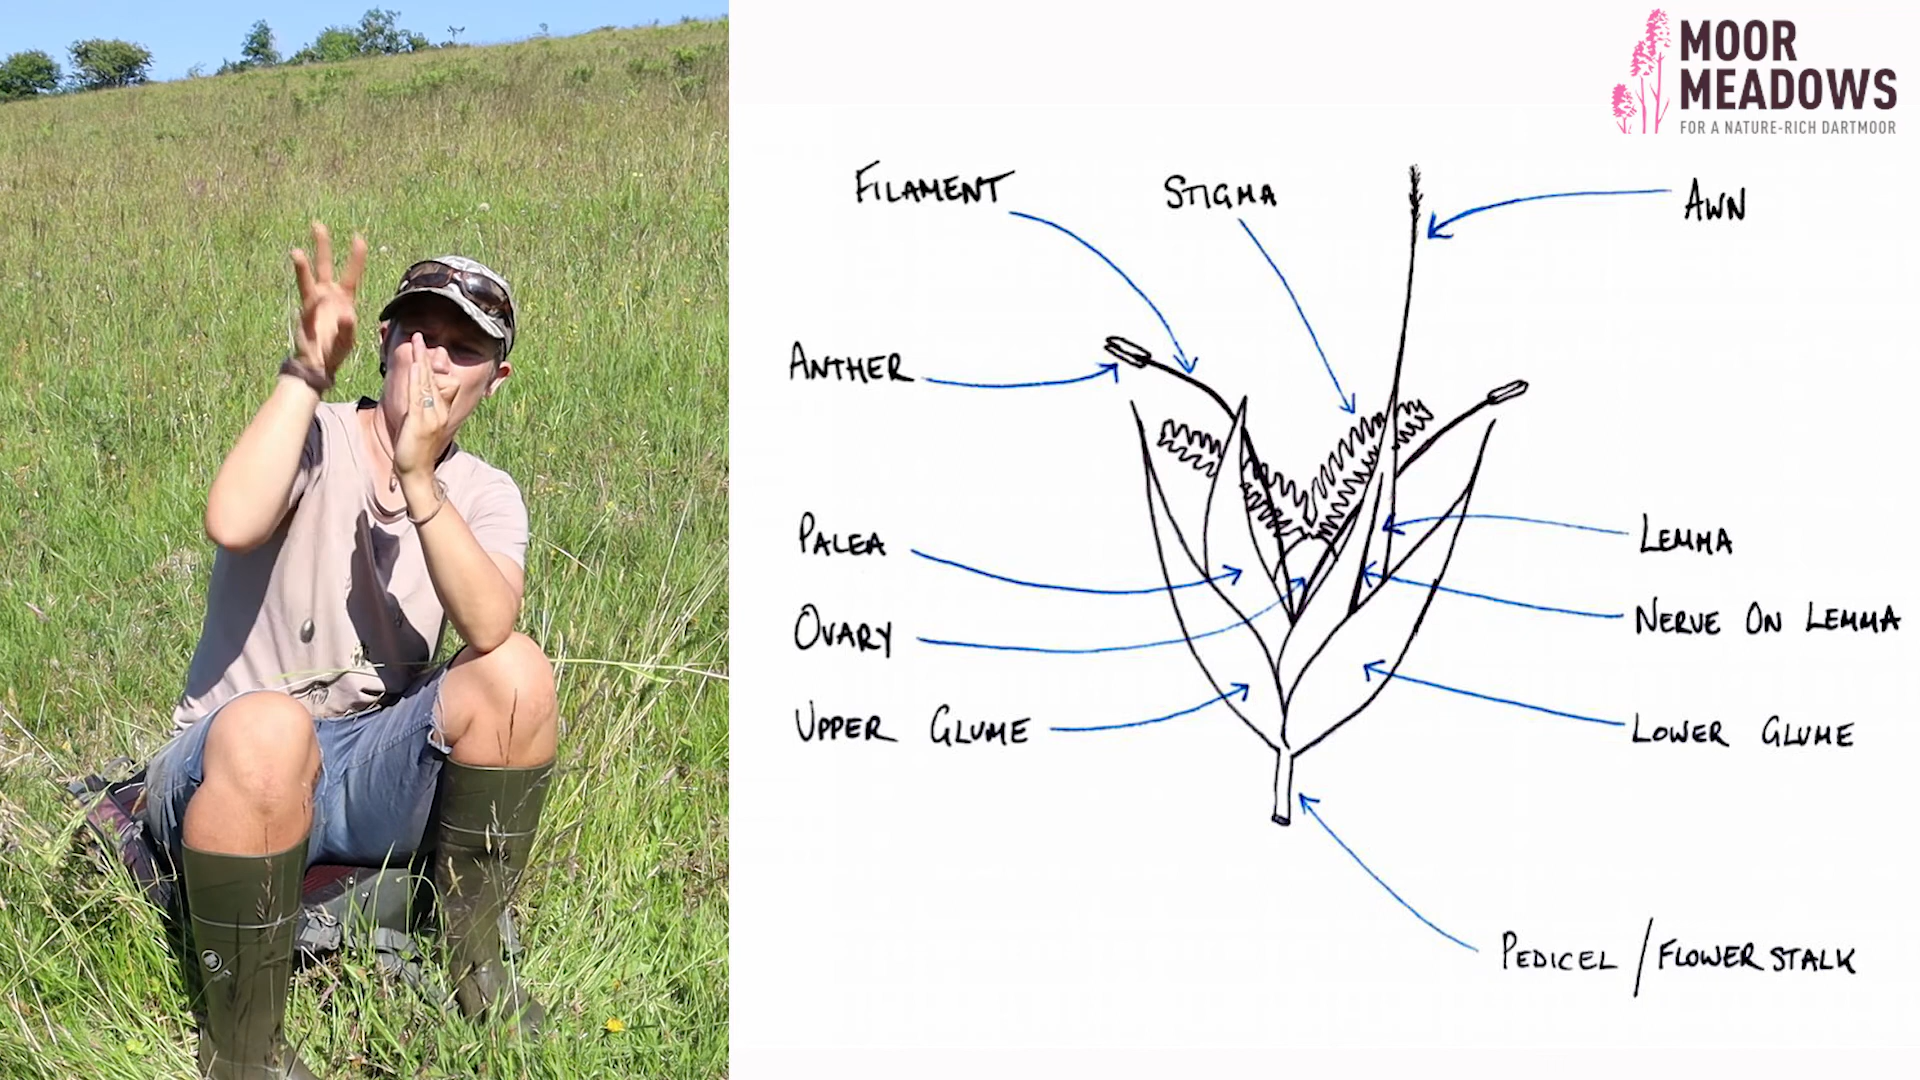 MOOR
MEADOWS
FOR A NATURE-RICH DARTMOOR
FILAMENT
STIGMA
AWN
ANTHER
PALEA
LEMMA
OVARY
NERVE ON LEMMA
UPPER GLUME
LOWER GLUME
PEDICEL / FLOWER STALK